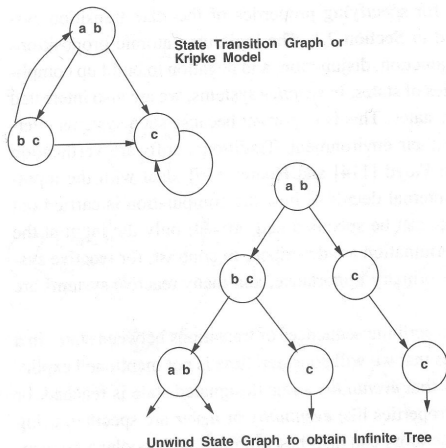 a b
State Transition Graph or
Kripke Model
b c
c
a b
b c
c
a b
c
c
Unwind State Graph to obtain Infinite Tree